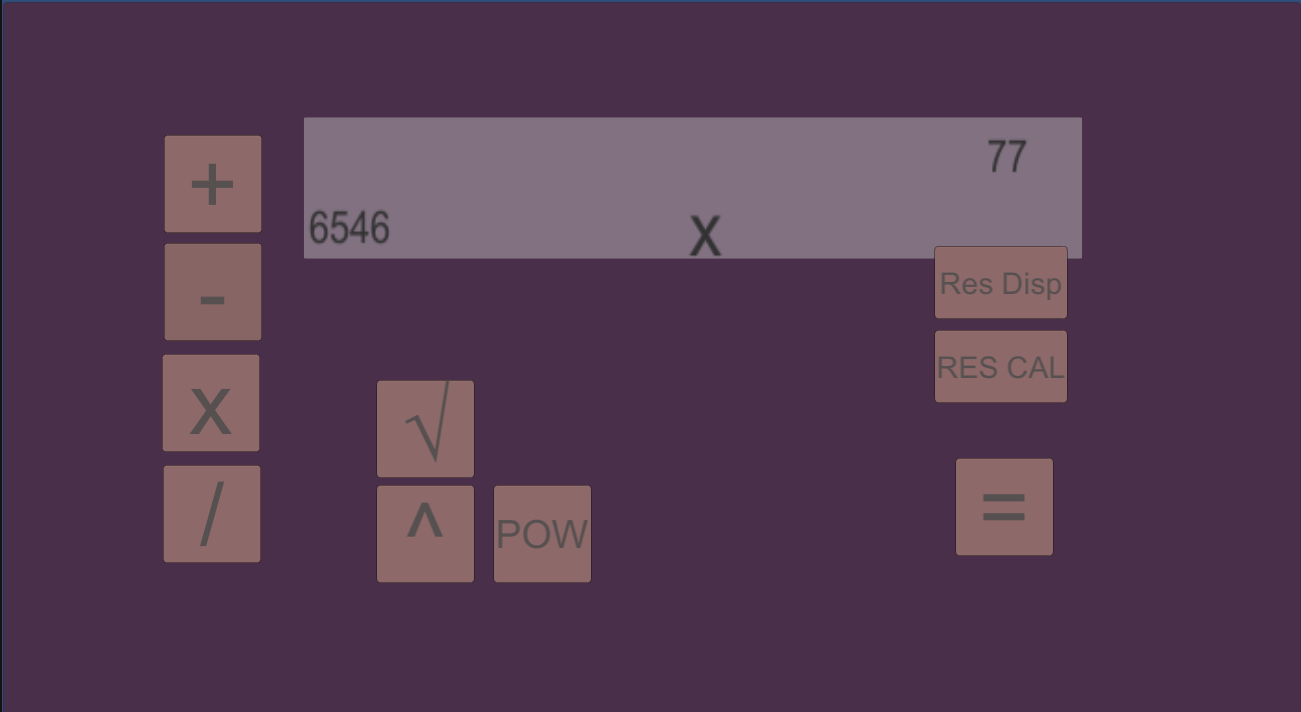 77
6546 X
+
-
x
/
√
^
POW
Res Disp
RES CAL
=